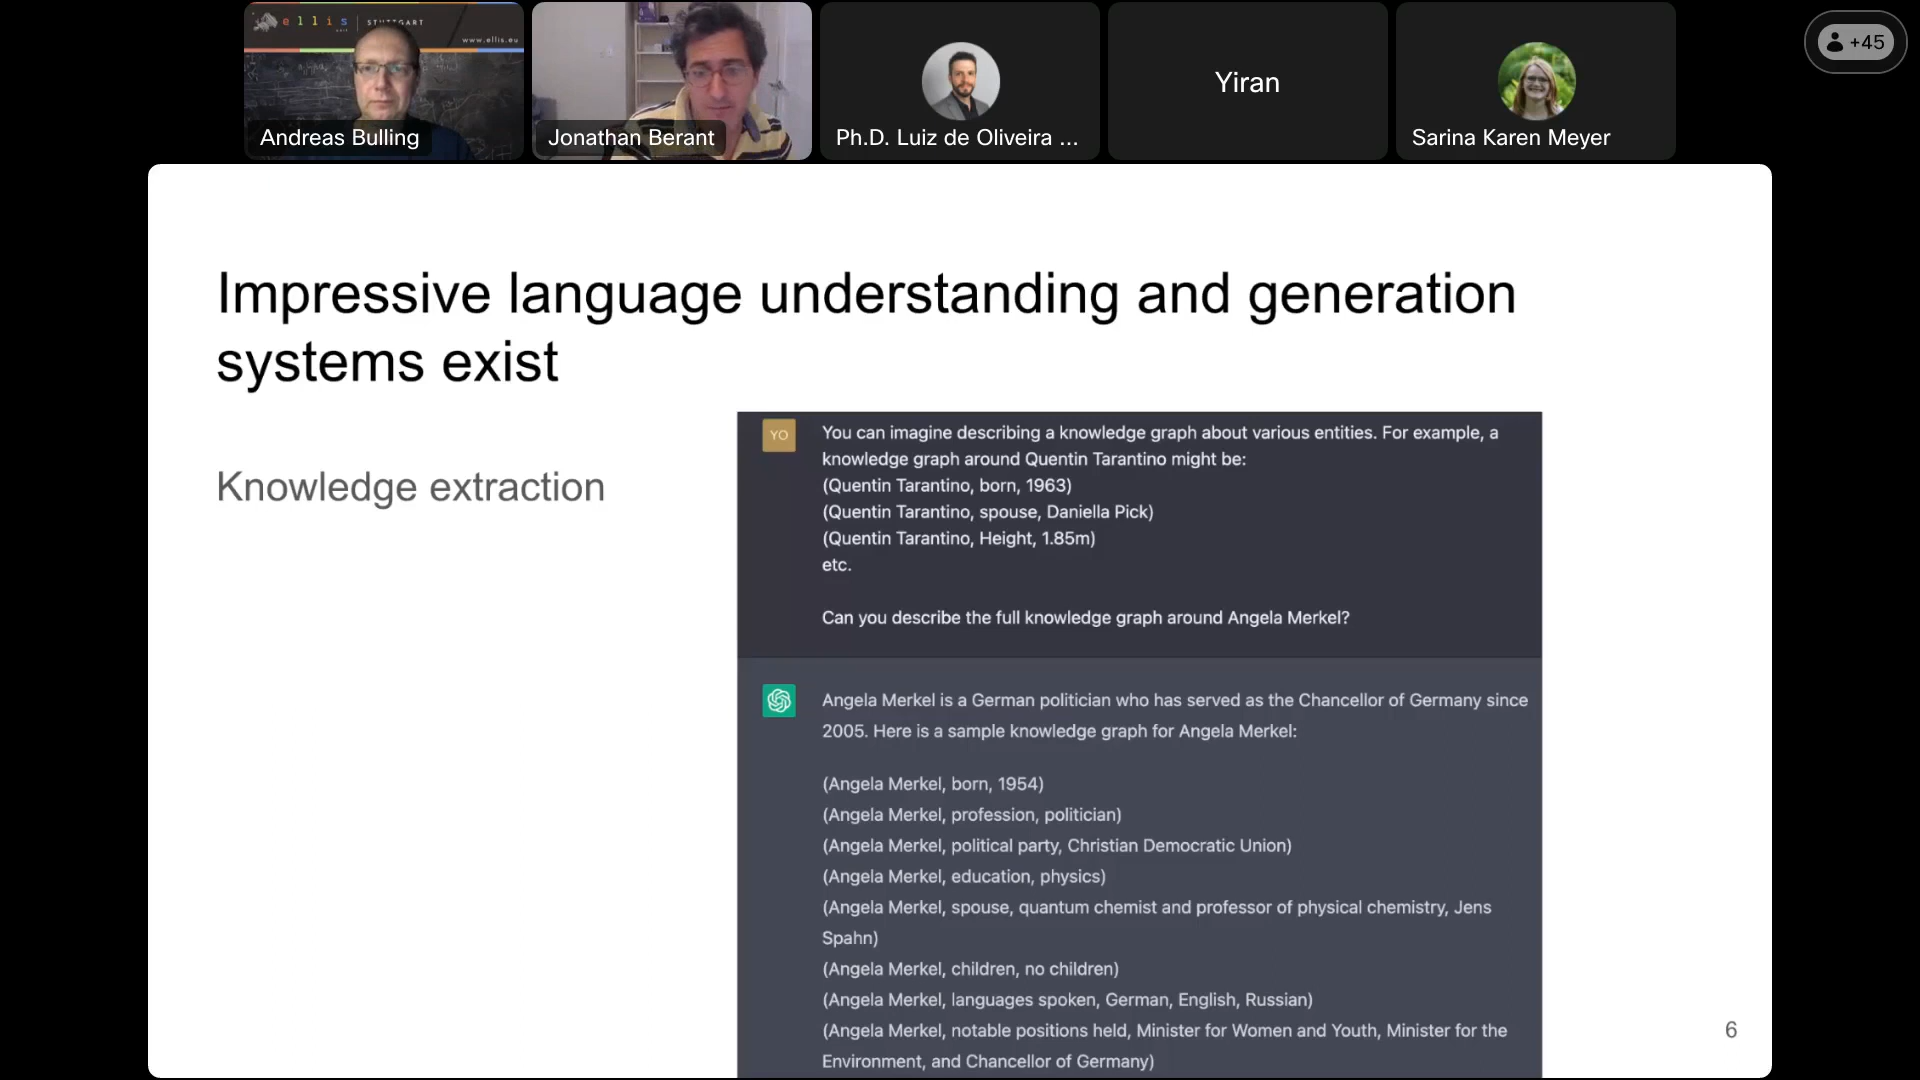 ellis
unit
STUTTGART
www.ellis.eu
Andreas Bulling
Jonathan Berant
Ph.D. Luiz de Oliveira ...
Yiran
Sarina Karen Meyer
+45
Impressive language understanding and generation
systems exist
Knowledge extraction
YO
You can imagine describing a knowledge graph about various entities. For example, a
knowledge graph around Quentin Tarantino might be:
(Quentin Tarantino, born, 1963)
(Quentin Tarantino, spouse, Daniella Pick)
(Quentin Tarantino, Height, 1.85m)
etc.
Can you describe the full knowledge graph around Angela Merkel?
Angela Merkel is a German politician who has served as the Chancellor of Germany since
2005. Here is a sample knowledge graph for Angela Merkel:
(Angela Merkel, born, 1954)
(Angela Merkel, profession, politician)
(Angela Merkel, political party, Christian Democratic Union)
(Angela Merkel, education, physics)
(Angela Merkel, spouse, quantum chemist and professor of physical chemistry, Jens
Spahn)
(Angela Merkel, children, no children)
(Angela Merkel, languages spoken, German, English, Russian)
(Angela Merkel, notable positions held, Minister for Women and Youth, Minister for the
Environment, and Chancellor of Germany)
6